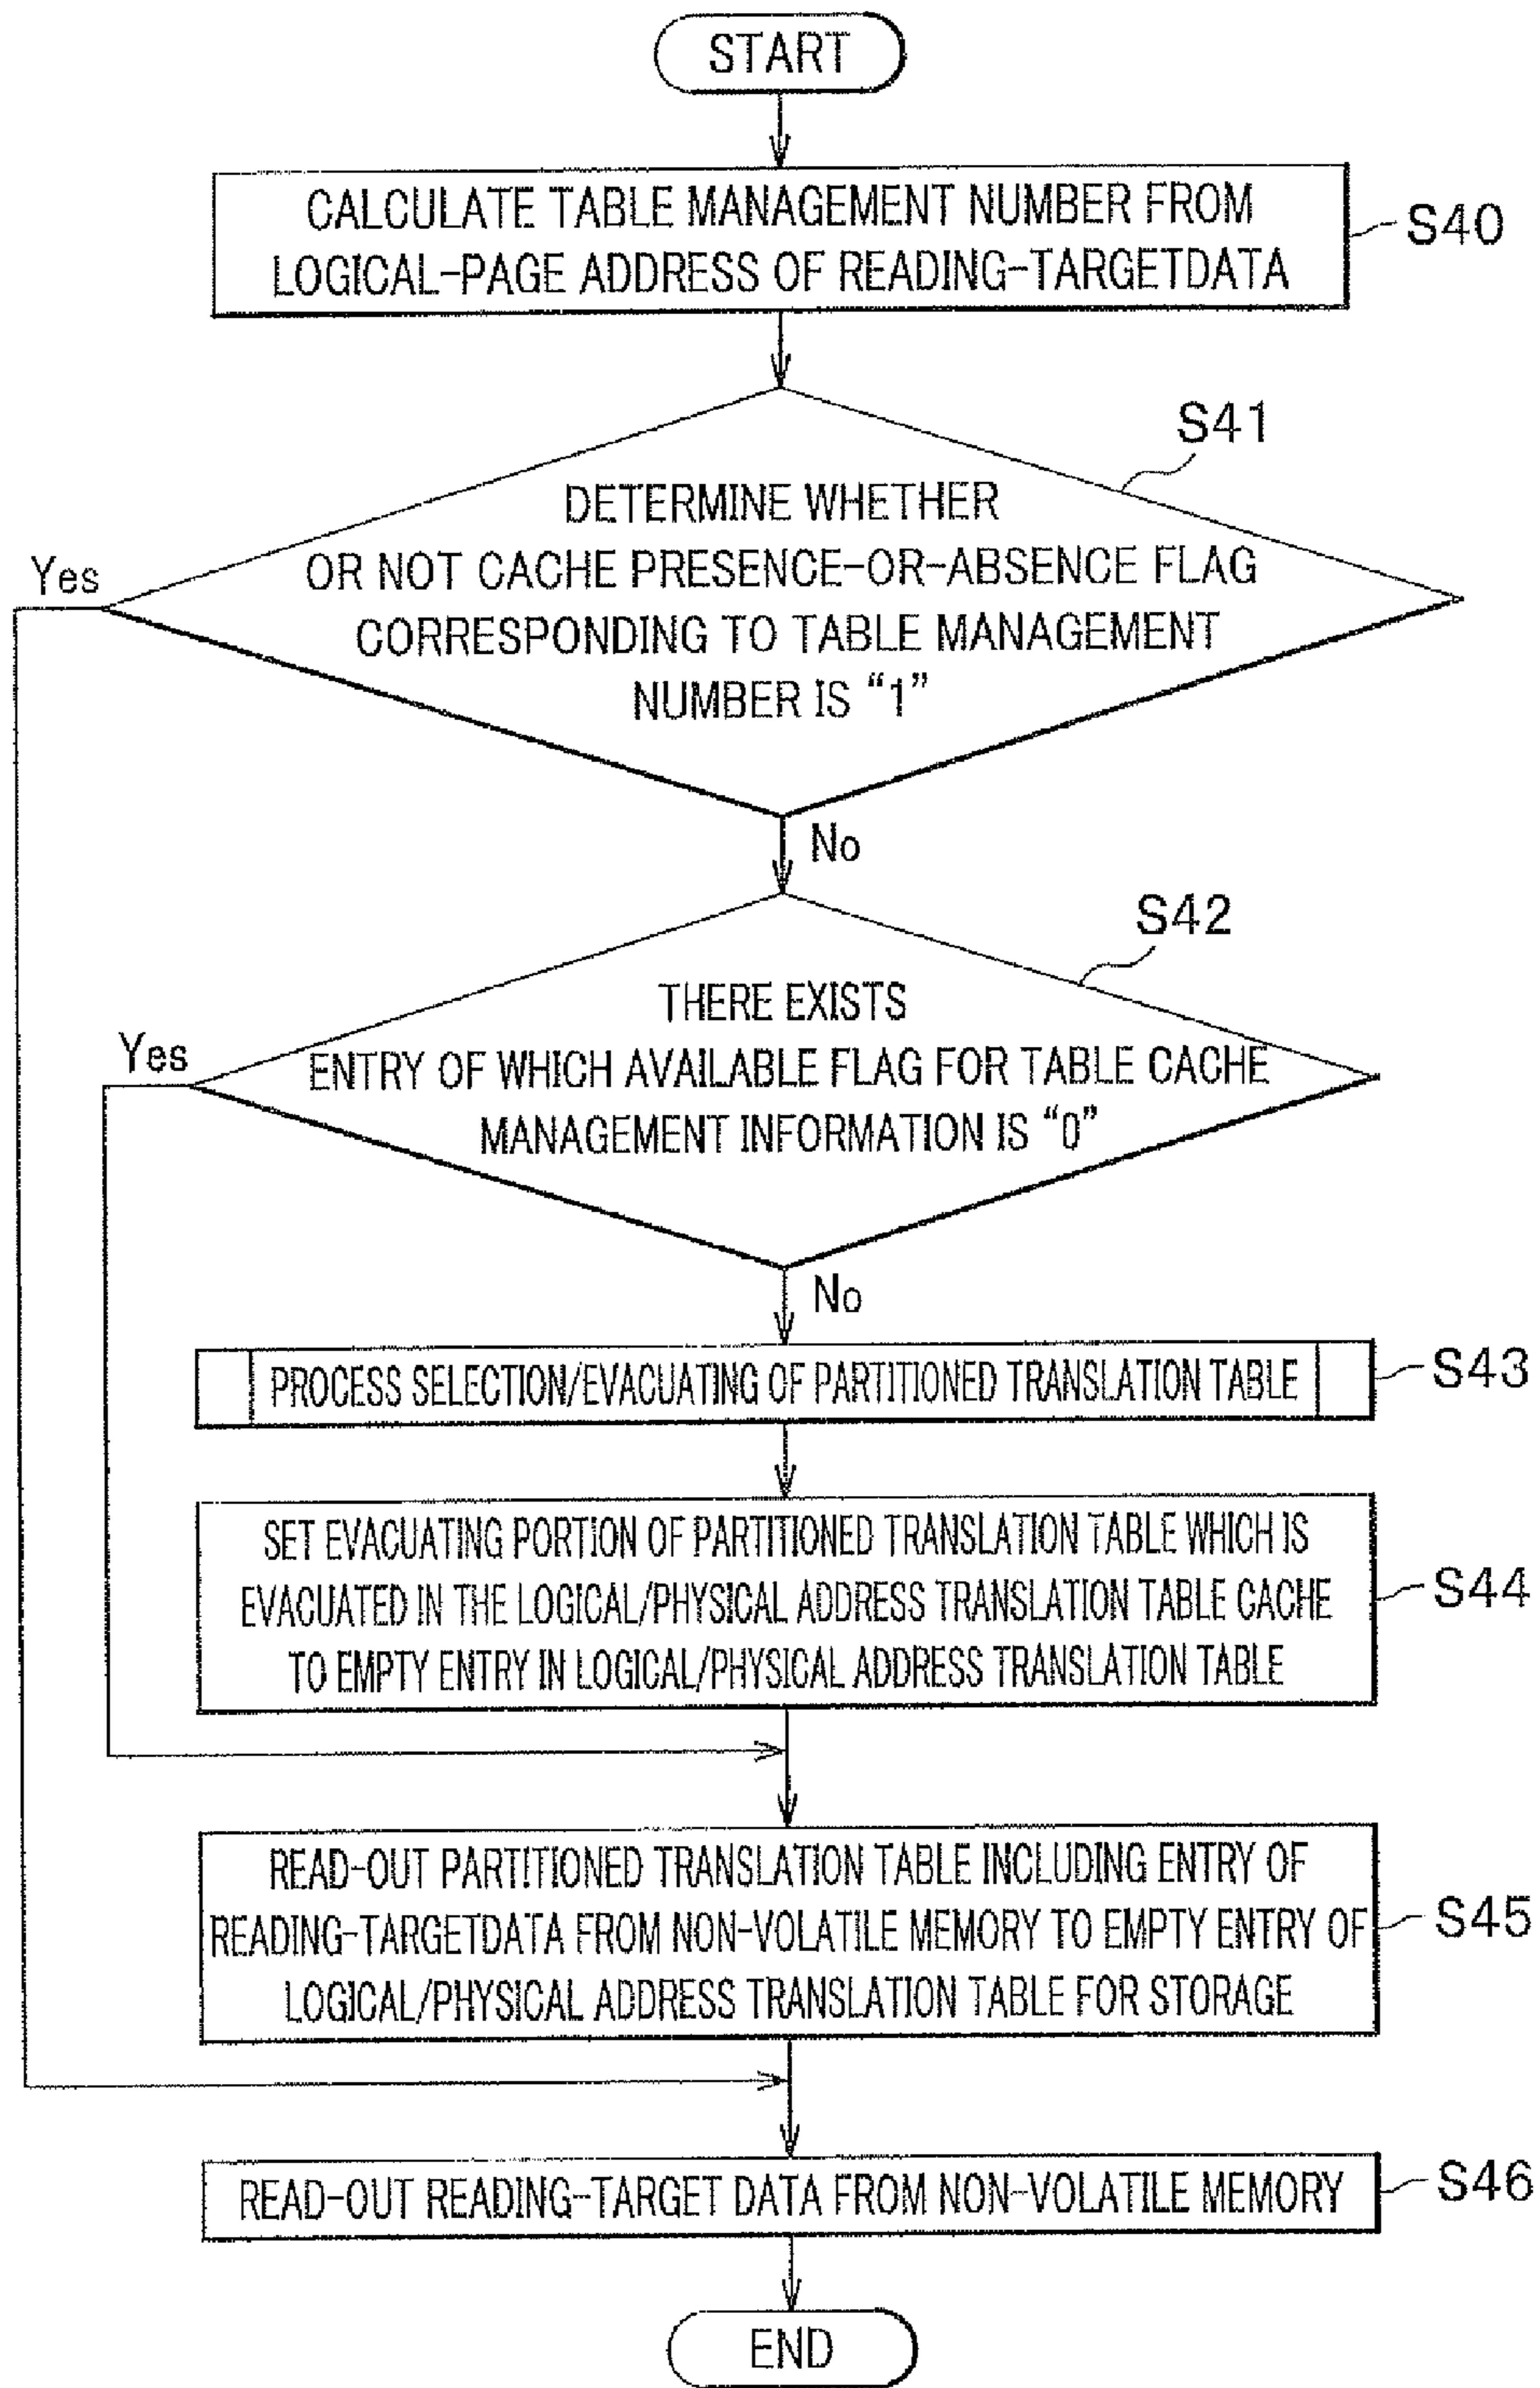 START
CALCULATE TABLE MANAGEMENT NUMBER FROM
LOGICAL-PAGE ADDRESS OF READING-TARGETDATA
S40
S41
DETERMINE WHETHER
OR NOT CACHE PRESENCE-OR-ABSENCE FLAG
CORRESPONDING TO TABLE MANAGEMENT
NUMBER IS “1”
Yes
No
S42
THERE EXISTS
ENTRY OF WHICH AVAILABLE FLAG FOR TABLE CACHE
MANAGEMENT INFORMATION IS “0”
Yes
No
PROCESS SELECTION/EVACUATING OF PARTITIONED TRANSLATION TABLE
S43
SET EVACUATING PORTION OF PARTITIONED TRANSLATION TABLE WHICH IS
EVACUATED IN THE LOGICAL/PHYSICAL ADDRESS TRANSLATION TABLE CACHE
TO EMPTY ENTRY IN LOGICAL/PHYSICAL ADDRESS TRANSLATION TABLE
S44
READ-OUT PARTITIONED TRANSLATION TABLE INCLUDING ENTRY OF
READING-TARGETDATA FROM NON-VOLATILE MEMORY TO EMPTY ENTRY OF
LOGICAL/PHYSICAL ADDRESS TRANSLATION TABLE FOR STORAGE
S45
READ-OUT READING-TARGET DATA FROM NON-VOLATILE MEMORY
S46
END